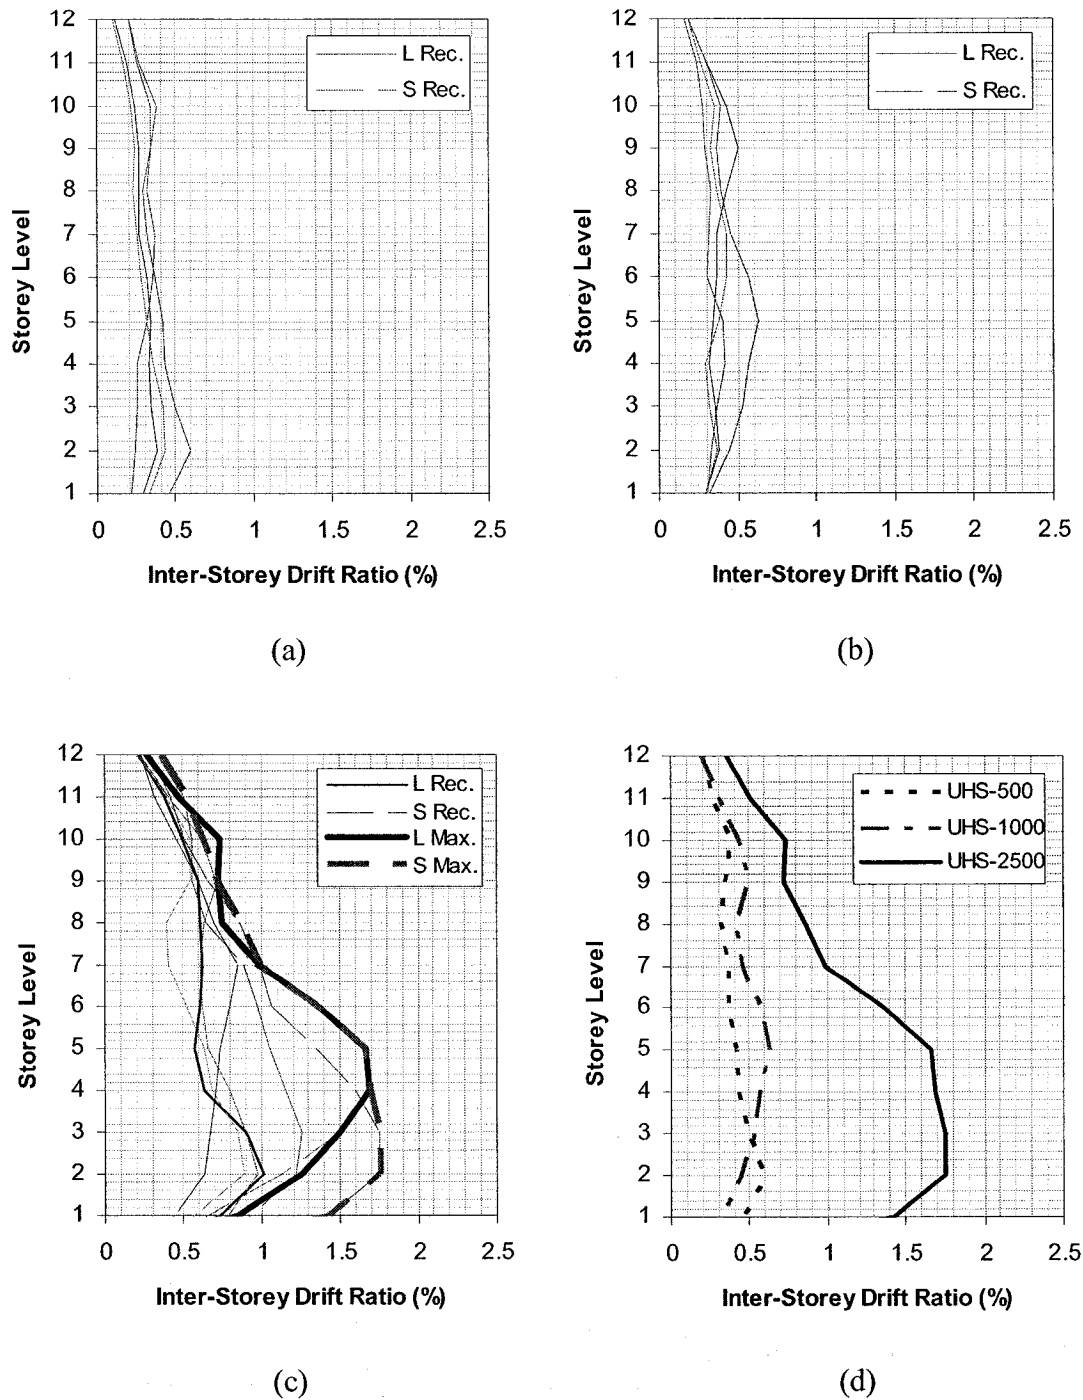 12
11
10
9
8
7
6
5
4
3
2
1
Storey Level
L Rec.
S Rec.
0 0.5 1 1.5 2 2.5
Inter-Storey Drift Ratio (%)
(a)
12
11
10
9
8
7
6
5
4
3
2
1
Storey Level
L Rec.
S Rec.
0 0.5 1 1.5 2 2.5
Inter-Storey Drift Ratio (%)
(b)
12
11
10
9
8
7
6
5
4
3
2
1
Storey Level
L Rec.
S Rec.
L Max.
S Max.
0 0.5 1 1.5 2 2.5
Inter-Storey Drift Ratio (%)
(c)
12
11
10
9
8
7
6
5
4
3
2
1
Storey Level
UHS-500
UHS-1000
UHS-2500
0 0.5 1 1.5 2 2.5
Inter-Storey Drift Ratio (%)
(d)